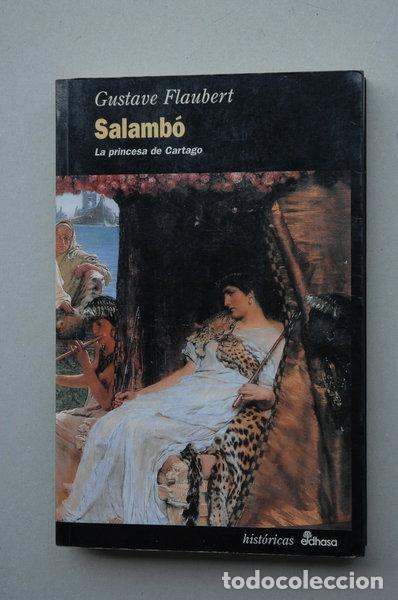 Gustave Flaubert
Salambó
La princesa de Cartago
históricas edhasa
todocoleccion